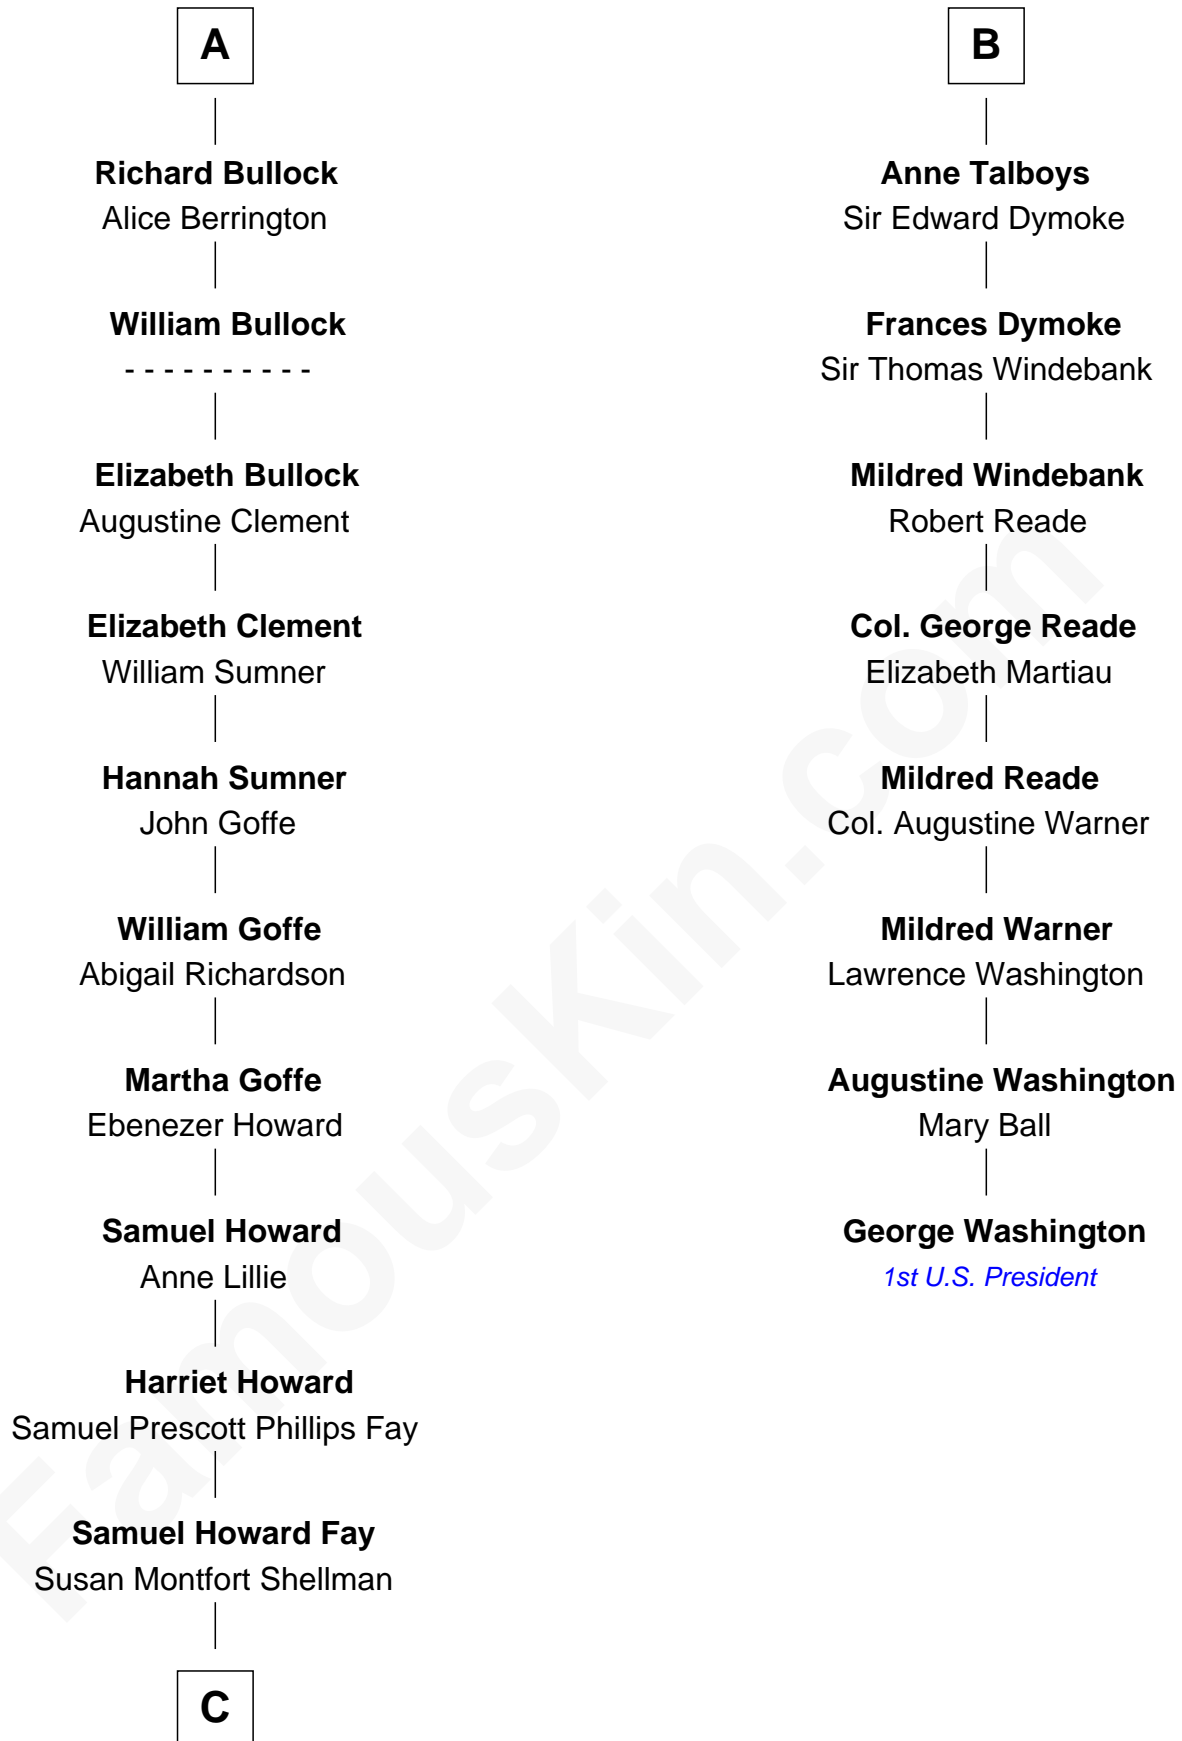 A
Richard Bullock
Alice Berrington
William Bullock
- - - - - - - - - -
Elizabeth Bullock
Augustine Clement
Elizabeth Clement
William Sumner
Hannah Sumner
John Goffe
William Goffe
Abigail Richardson
Martha Goffe
Ebenezer Howard
Samuel Howard
Anne Lillie
Harriet Howard
Samuel Prescott Phillips Fay
Samuel Howard Fay
Susan Montfort Shellman
C
B
Anne Talboys
Sir Edward Dymoke
Frances Dymoke
Sir Thomas Windebank
Mildred Windebank
Robert Reade
Col. George Reade
Elizabeth Martiau
Mildred Reade
Col. Augustine Warner
Mildred Warner
Lawrence Washington
Augustine Washington
Mary Ball
George Washington
1st U.S. President
FamousKin.com